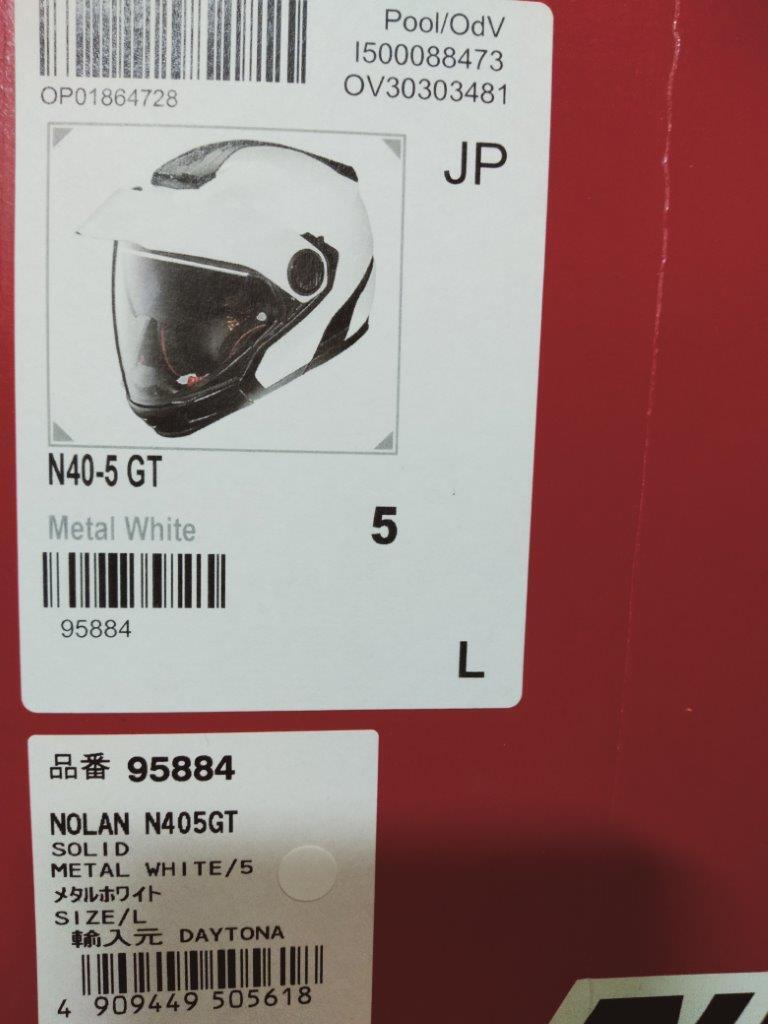 Pool/OdV
I500088473
OP01864728
OV30303481
JP
N40-5 GT
Metal White
5
95884
L
品番 95884
NOLAN N405GT
SOLID
METAL WHITE/5
メタルホワイト
SIZE/L
輸入元 DAYTONA
4 909449 505618